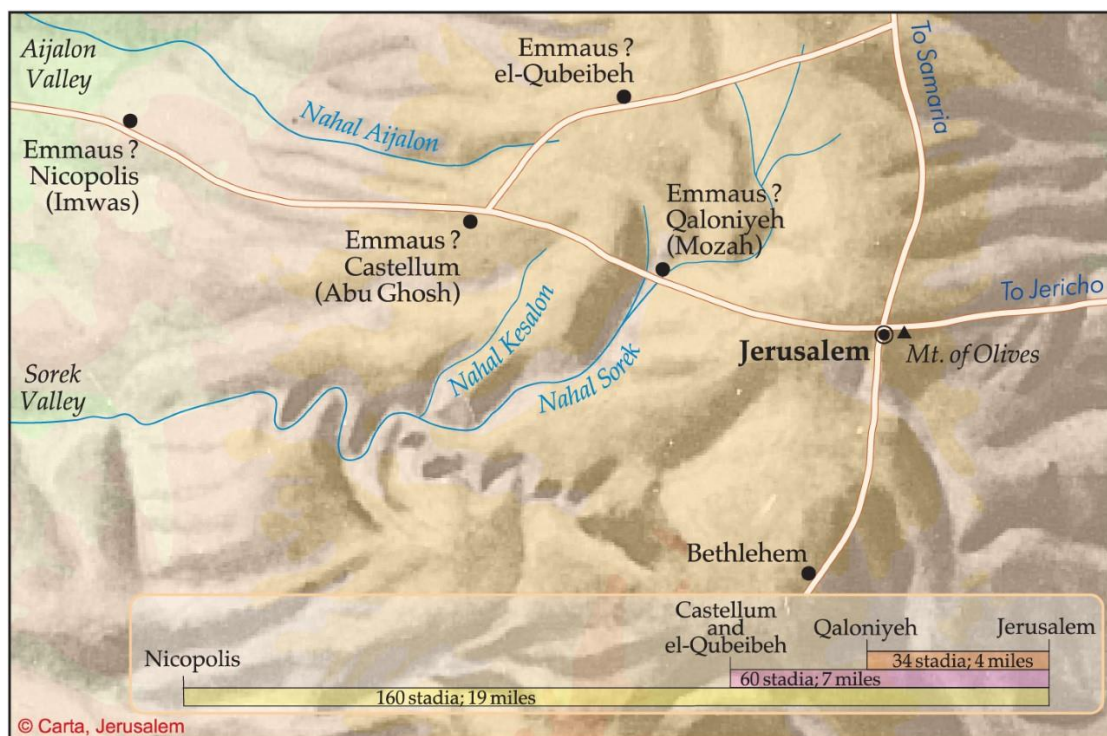 Aijalon
Valley
Emmaus ?
el-Qubeibeh
To Samaria
Nahal Aijalon
Emmaus ?
Nicopolis
(Imwas)
Emmaus ?
Qaloniyeh
(Mozah)
Emmaus ?
Castellum
(Abu Ghosh)
To Jericho
Nahal Kesalon
Nahal Sorek
Jerusalem
Mt. of Olives
Sorek
Valley
Bethlehem
Castellum
and
el-Qubeibeh
Qaloniyeh
Jerusalem
Nicopolis
34 stadia; 4 miles
60 stadia; 7 miles
160 stadia; 19 miles
© Carta, Jerusalem